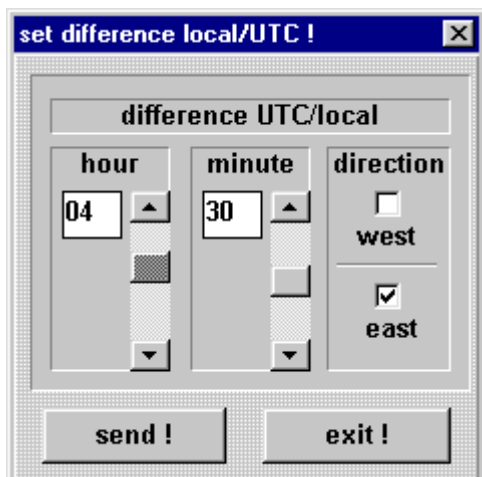 set difference local/UTC !
difference UTC/local
hour minute direction
04 30
west
east
send ! exit !